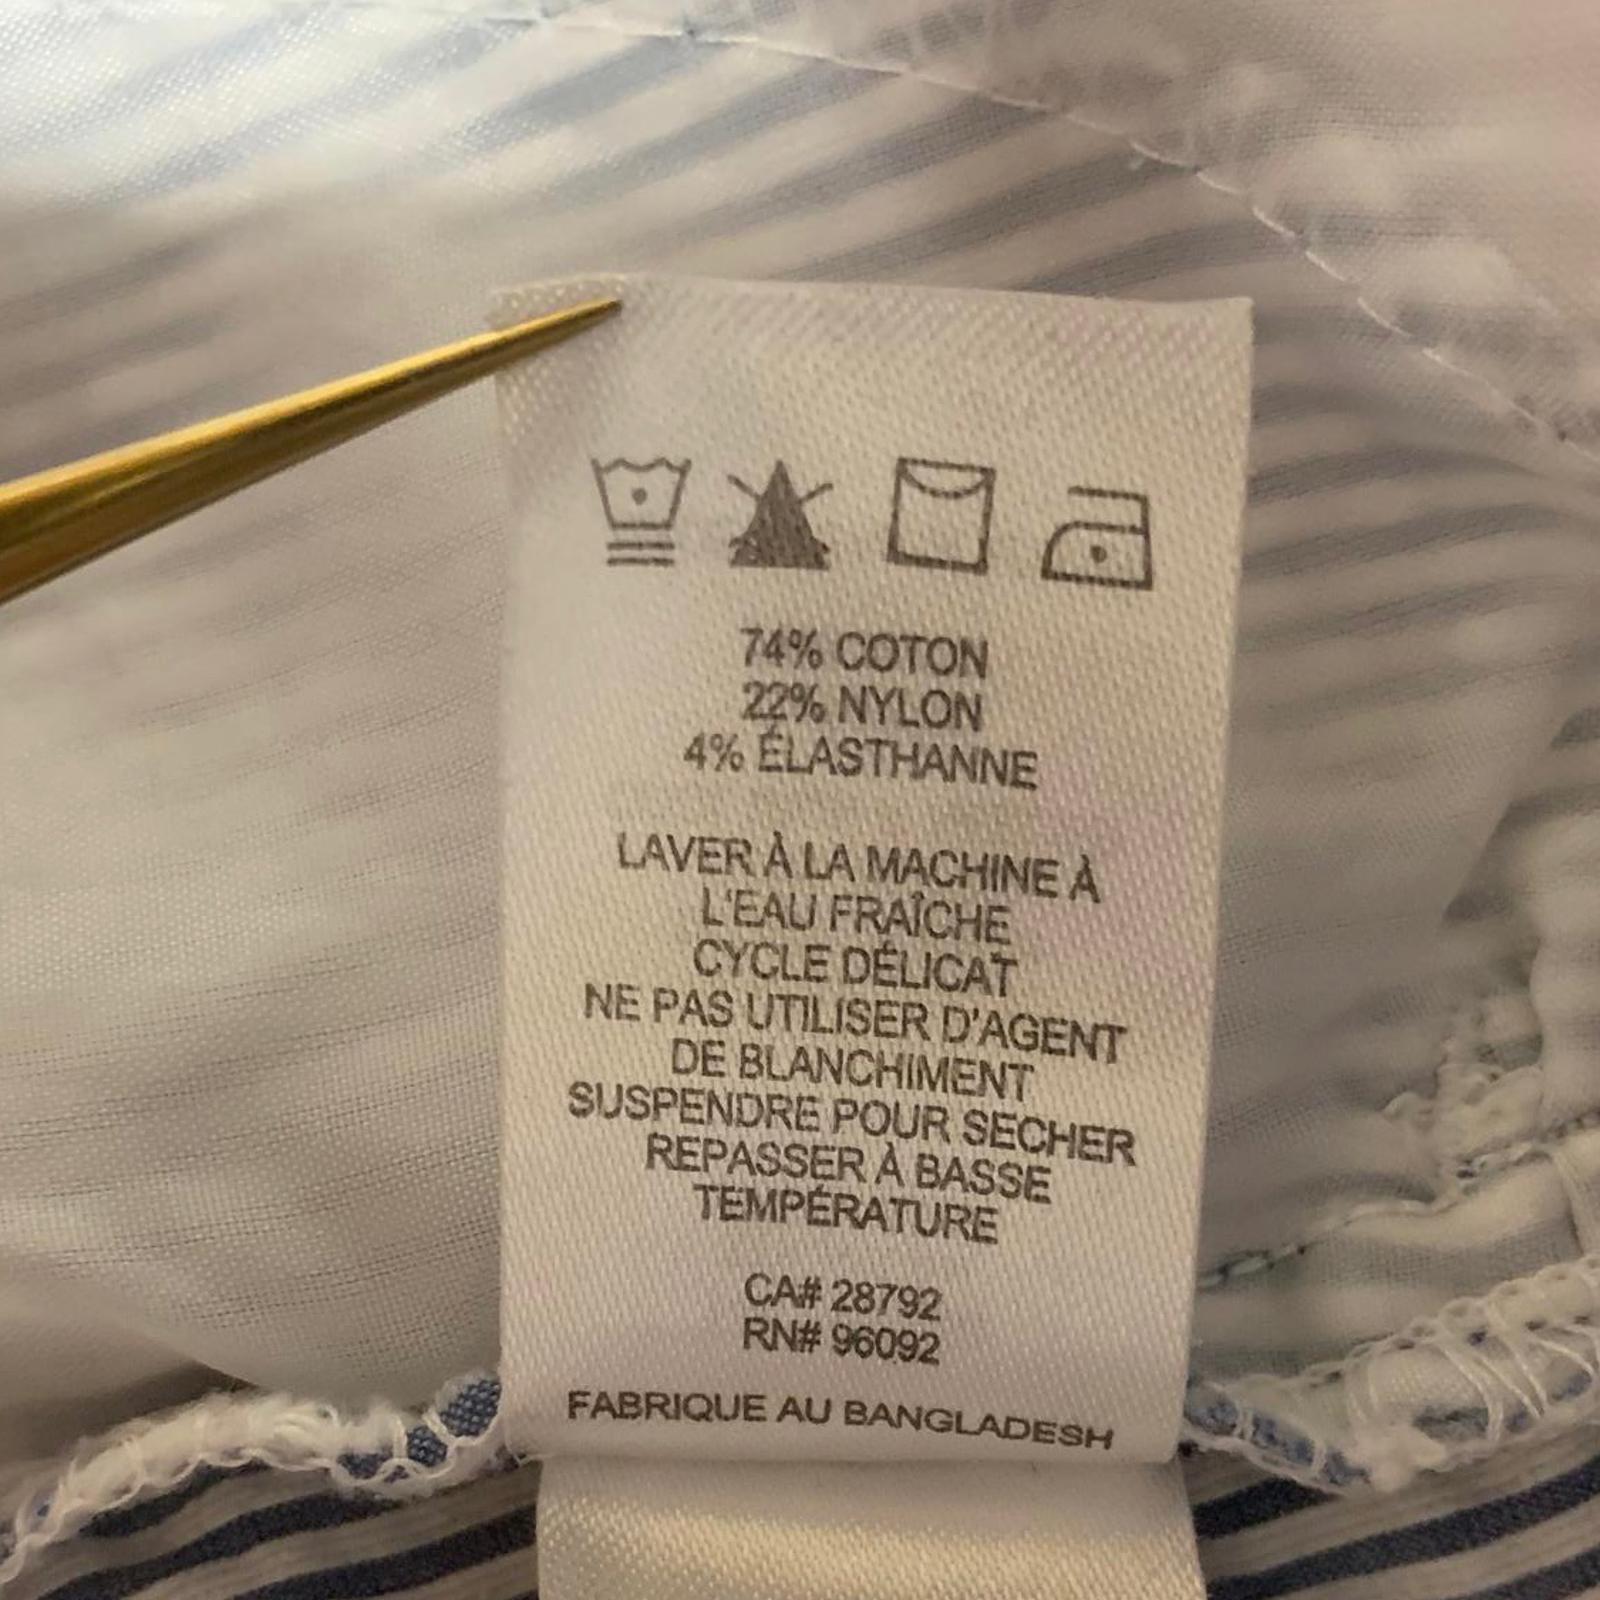 74% COTON
22% NYLON
4% ÉLASTHANNE
LAVER À LA MACHINE À
L'EAU FRAÎCHE
CYCLE DÉLICAT
NE PAS UTILISER D'AGENT
DE BLANCHIMENT
SUSPENDRE POUR SECHER
REPASSER À BASSE
TEMPÉRATURE
CA# 28792
RN# 96092
FABRIQUE AU BANGLADESH